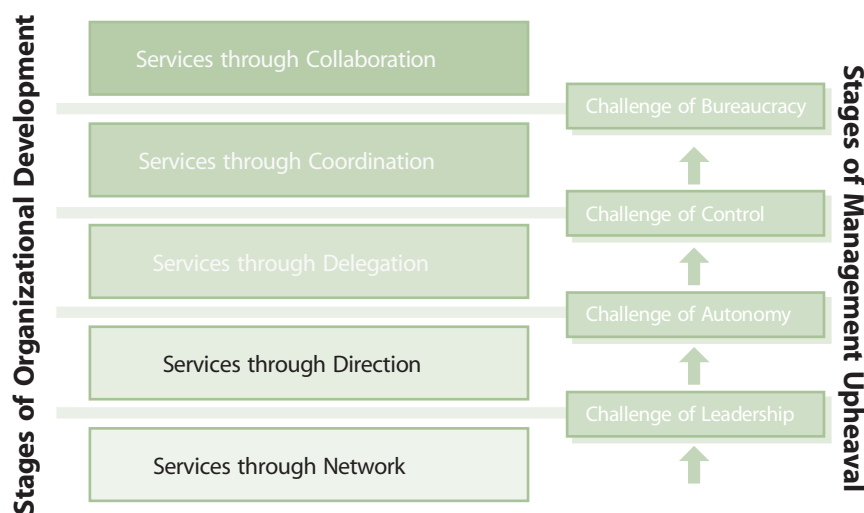 Stages of Organizational Development
Services through Collaboration
Challenge of Bureaucracy
Services through Coordination
Challenge of Control
Services through Delegation
Challenge of Autonomy
Services through Direction
Challenge of Leadership
Services through Network
Stages of Management Upheaval